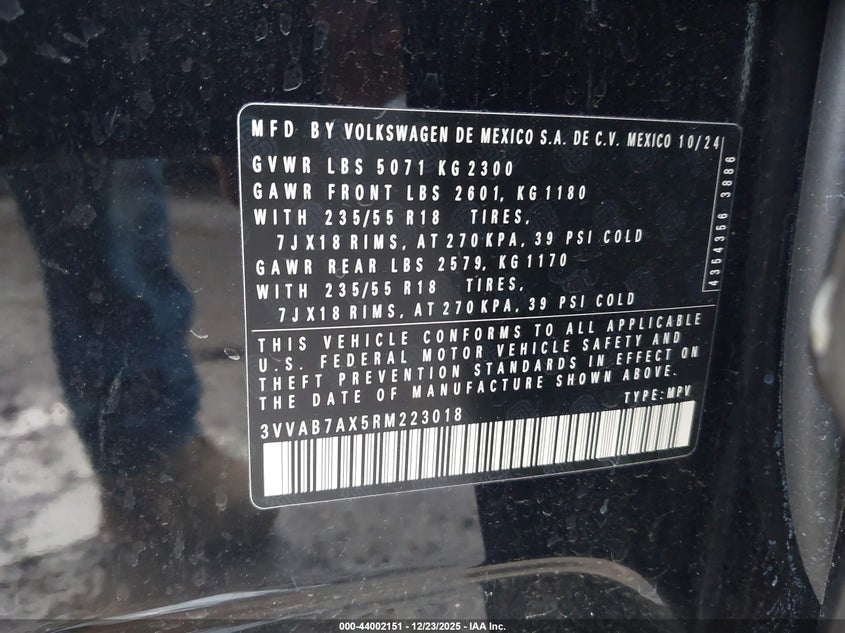 MFD BY VOLKSWAGEN DE MEXICO S.A. DE C.V. MEXICO 10/24
GVWR LBS 5071 KG 2300
GAWR FRONT LBS 2601, KG 1180
WITH 235/55 R18 TIRES,
7JX18 RIMS, AT 270 KPA, 39 PSI COLD
GAWR REAR LBS 2579, KG 1170
WITH 235/55 R18 TIRES,
7JX18 RIMS, AT 270 KPA, 39 PSI COLD
4354356 3886
THIS VEHICLE CONFORMS TO ALL APPLICABLE
U.S. FEDERAL MOTOR VEHICLE SAFETY AND
THEFT PREVENTION STANDARDS IN EFFECT ON
THE DATE OF MANUFACTURE SHOWN ABOVE.
TYPE: MPV
3VVAB7AX5RM223018
000-44002151 - 12/23/2025 - IAA Inc.